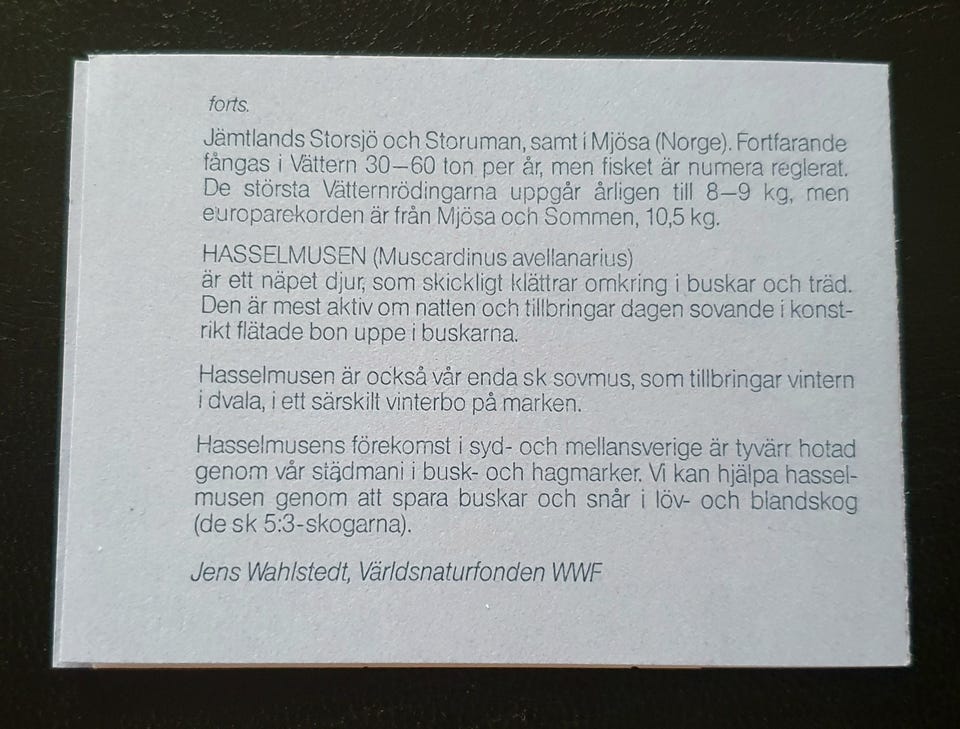 forts.
Jämtlands Storsjö och Storuman, samt i Mjösa (Norge). Fortfarande
fångas i Vättern 30—60 ton per år, men fisket är numera reglerat.
De största Vätternrödingarna uppgår årligen till 8—9 kg, men
europarekorden är från Mjösa och Sommen, 10,5 kg.
HASSELMUSEN (Muscardinus avellanarius)
är ett näpet djur, som skickligt klättrar omkring i buskar och träd.
Den är mest aktiv om natten och tillbringar dagen sovande i konst-
rikt flätade bon uppe i buskarna.
Hasselmusen är också vår enda sk sovmus, som tillbringar vintern
i dvala, i ett särskilt vinterbo på marken.
Hasselmusens förekomst i syd- och mellansverige är tyvärr hotad
genom vår städmani i busk- och hagmarker. Vi kan hjälpa hassel-
musen genom att spara buskar och snår i löv- och blandskog
(de sk 5:3-skogarna).
Jens Wahlstedt, Världsnaturfonden WWF